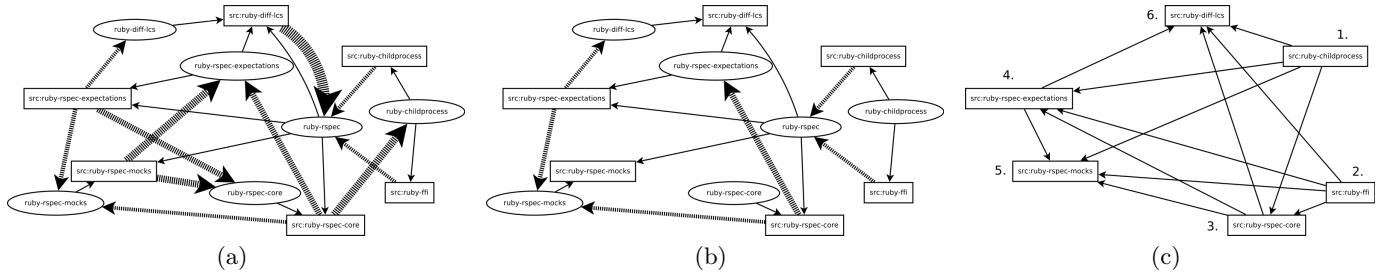 ruby-diff-lcs
src:ruby-diff-lcs
ruby-rspec-expectations
src:ruby-childprocess
src:ruby-rspec-expectations
ruby-childprocess
ruby-rspec
src:ruby-rspec-mocks
ruby-rspec-core
src:ruby-ffi
ruby-rspec-mocks
src:ruby-rspec-core
(a)
ruby-diff-lcs
src:ruby-diff-lcs
ruby-rspec-expectations
src:ruby-childprocess
src:ruby-rspec-expectations
ruby-childprocess
ruby-rspec
src:ruby-rspec-mocks
ruby-rspec-core
src:ruby-ffi
ruby-rspec-mocks
src:ruby-rspec-core
(b)
6. src:ruby-diff-lcs
1.
src:ruby-childprocess
4.
src:ruby-rspec-expectations
5. src:ruby-rspec-mocks
2.
src:ruby-ffi
3. src:ruby-rspec-core
(c)